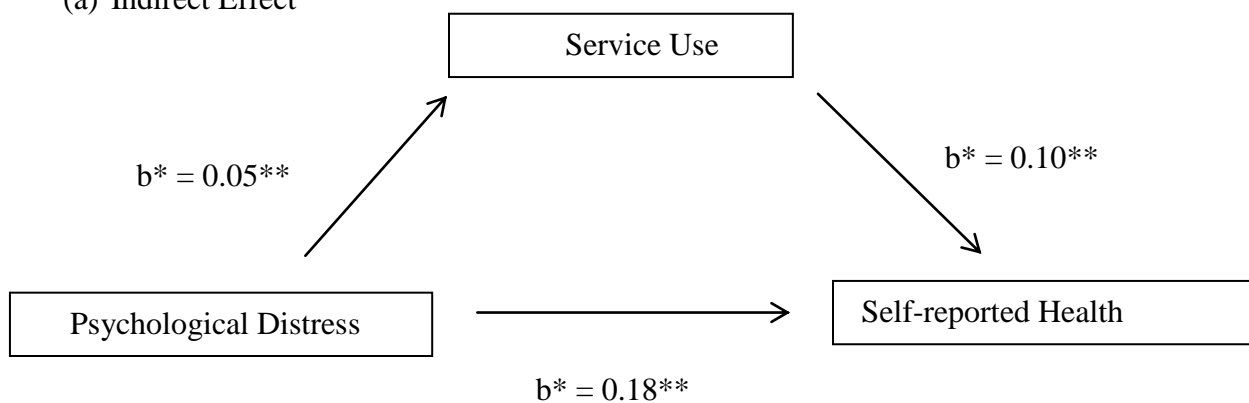 (a) Indirect Effect
Service Use
b* = 0.05**
b* = 0.10**
Psychological Distress
Self-reported Health
b* = 0.18**